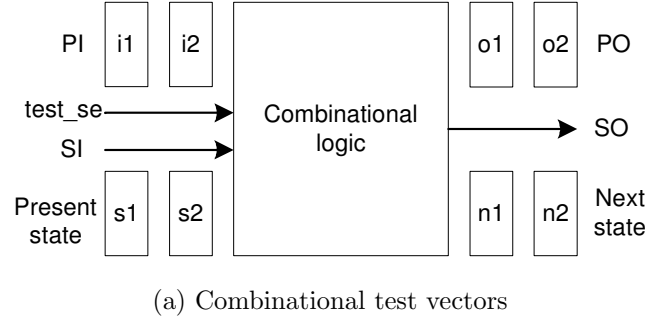 PI i1 i2 o1 o2 PO
test_se
Combinational
logic
SI
SO
Present
state
s1 s2 n1 n2
Next
state
(a) Combinational test vectors